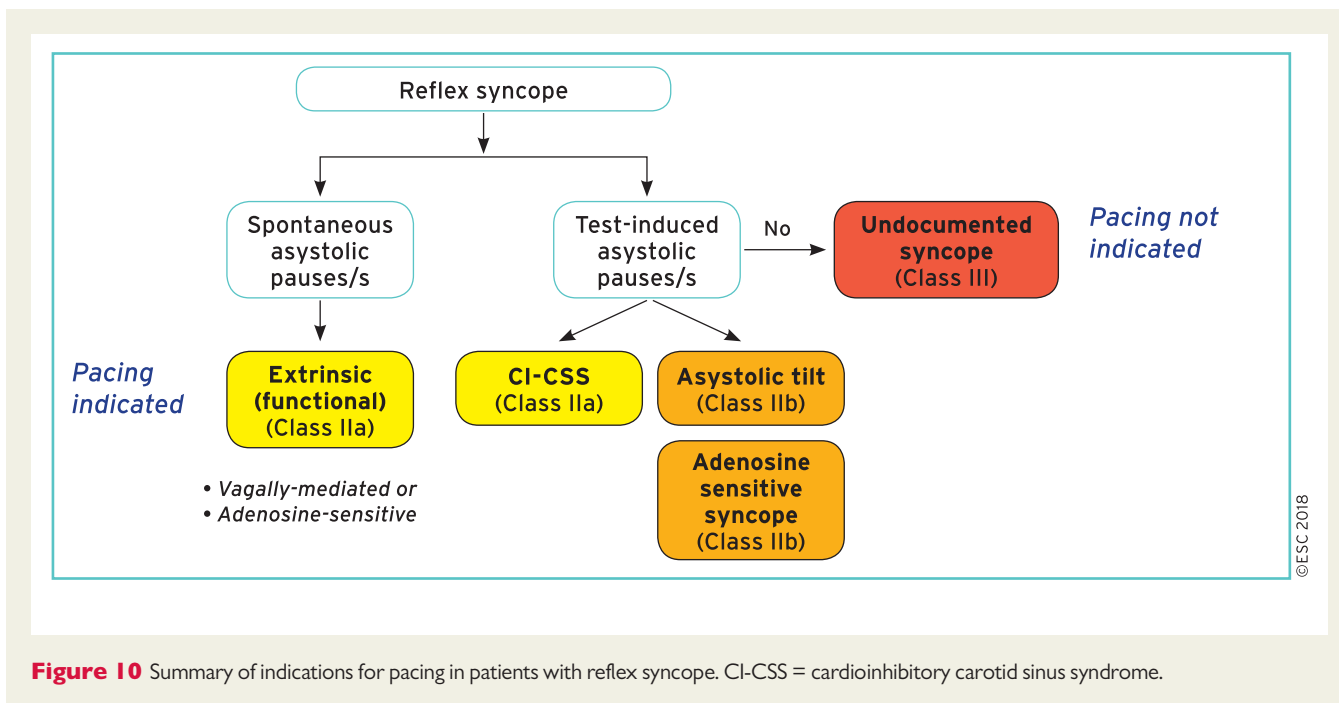 Reflex syncope
Spontaneous
asystolic
pauses/s
Test-induced
asystolic
pauses/s
No
Undocumented
syncope
(Class III)
Pacing not
indicated
Pacing
indicated
Extrinsic
(functional)
(Class IIa)
CI-CSS
(Class IIa)
Asystolic tilt
(Class IIb)
• Vagally-mediated or
• Adenosine-sensitive
Adenosine
sensitive
syncope
(Class IIb)
©ESC 2018
Figure 10 Summary of indications for pacing in patients with reflex syncope. CI-CSS = cardioinhibitory carotid sinus syndrome.